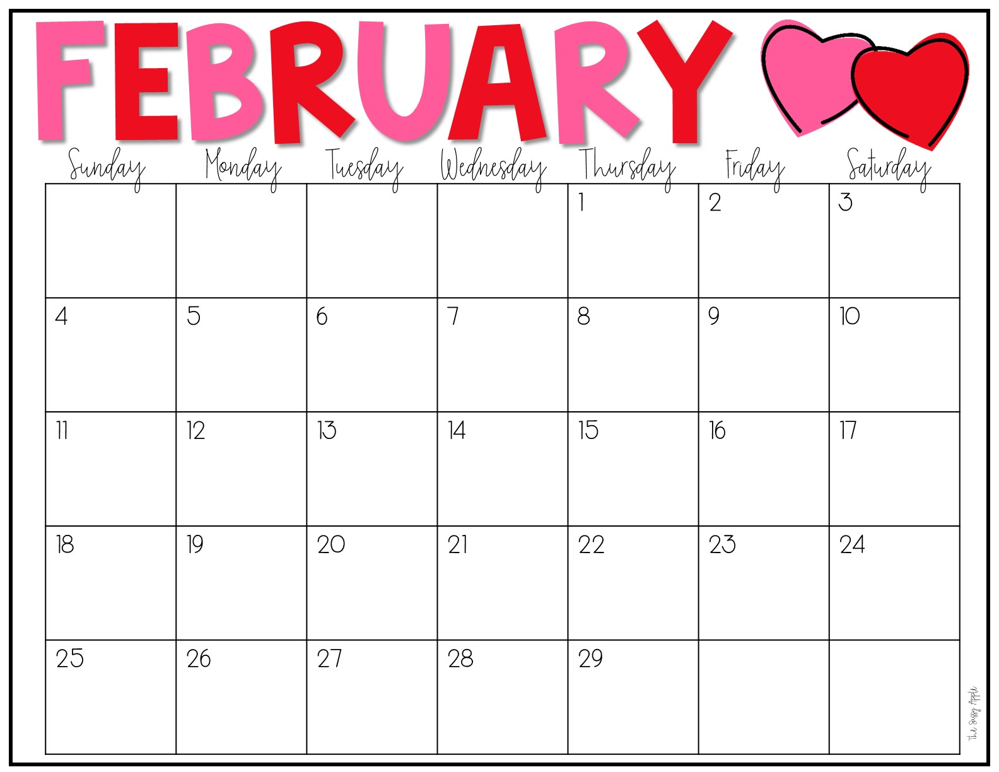 FEBRUARY
Sunday Monday Tuesday Wednesday Thursday Friday Saturday
1 2 3
4 5 6 7 8 9 10
11 12 13 14 15 16 17
18 19 20 21 22 23 24
25 26 27 28 29
The Sassy Apple